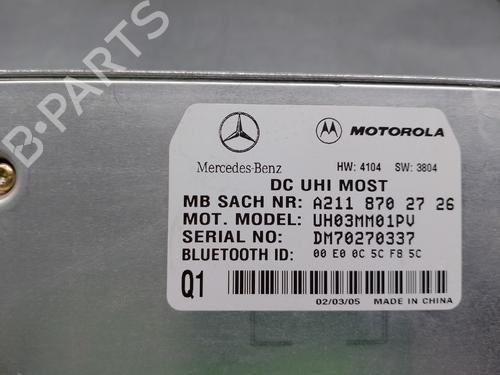 B-PARTS
MOTOROLA
Mercedes-Benz
HW: 4104 SW: 3804
DC UHI MOST
MB SACH NR: A211 870 27 26
MOT. MODEL: UH03MM01PV
SERIAL NO: DM70270337
BLUETOOTH ID: 00 E0 0C 5C F8 5C
Q1
02/03/05 MADE IN CHINA